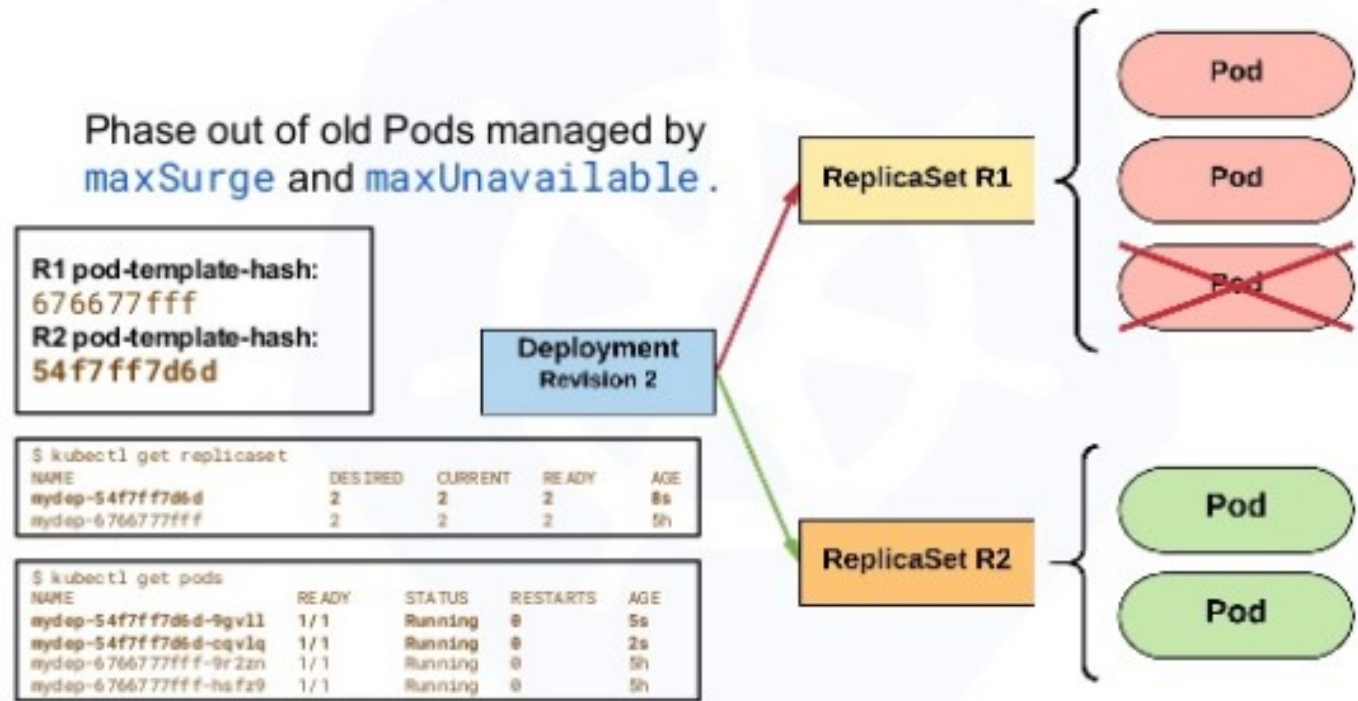 Phase out of old Pods managed by
maxSurge and maxUnavailable.
R1 pod-template-hash:
676677fff
R2 pod-template-hash:
54f7ff7d6d
Deployment
Revision 2
ReplicaSet R1
Pod
Pod
Pod
ReplicaSet R2
Pod
Pod
$ kubectl get replicaset
NAME DESIRED CURRENT READY AGE
mydep-54f7ff7d6d 2 2 2 8s
mydep-6766777fff 2 2 2 5h
$ kubectl get pods
NAME READY STATUS RESTARTS AGE
mydep-54f7ff7d6d-9gvll 1/1 Running 0 5s
mydep-54f7ff7d6d-cqvlq 1/1 Running 0 2s
mydep-6766777fff-9r2zn 1/1 Running 0 5h
mydep-6766777fff-hsfz9 1/1 Running 0 5h